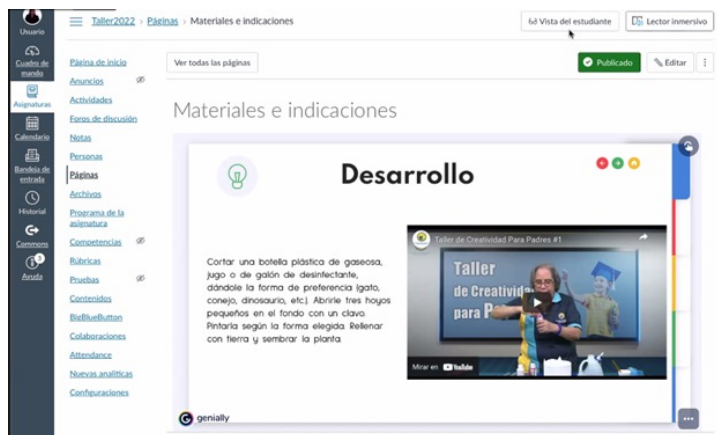 Usuario
Cuadro de
mando
Asignaturas
Calendario
Bandeja de
entrada
Historial
Commons
Ayuda
Taller2022 › Páginas › Materiales e indicaciones
Vista del estudiante
Lector inmersivo
Página de inicio
Anuncios
Actividades
Foros de discusión
Notas
Personas
Páginas
Archivos
Programa de la
asignatura
Competencias
Rúbricas
Pruebas
Contenidos
BigBlueButton
Colaboraciones
Attendance
Nuevas analíticas
Configuraciones
Ver todas las páginas
Publicado
Editar
Materiales e indicaciones
Desarrollo
Cortar una botella plástica de gaseosa,
jugo o de galón de desinfectante,
dándole la forma de preferencia (gato,
conejo, dinosaurio, etc). Abrirle tres hoyos
pequeños en el fondo con un clavo.
Pintarla según la forma elegida. Rellenar
con tierra y sembrar la planta.
Taller de Creatividad Para Padres #1
Taller
de Creativida
para P
Mirar en YouTube
genially